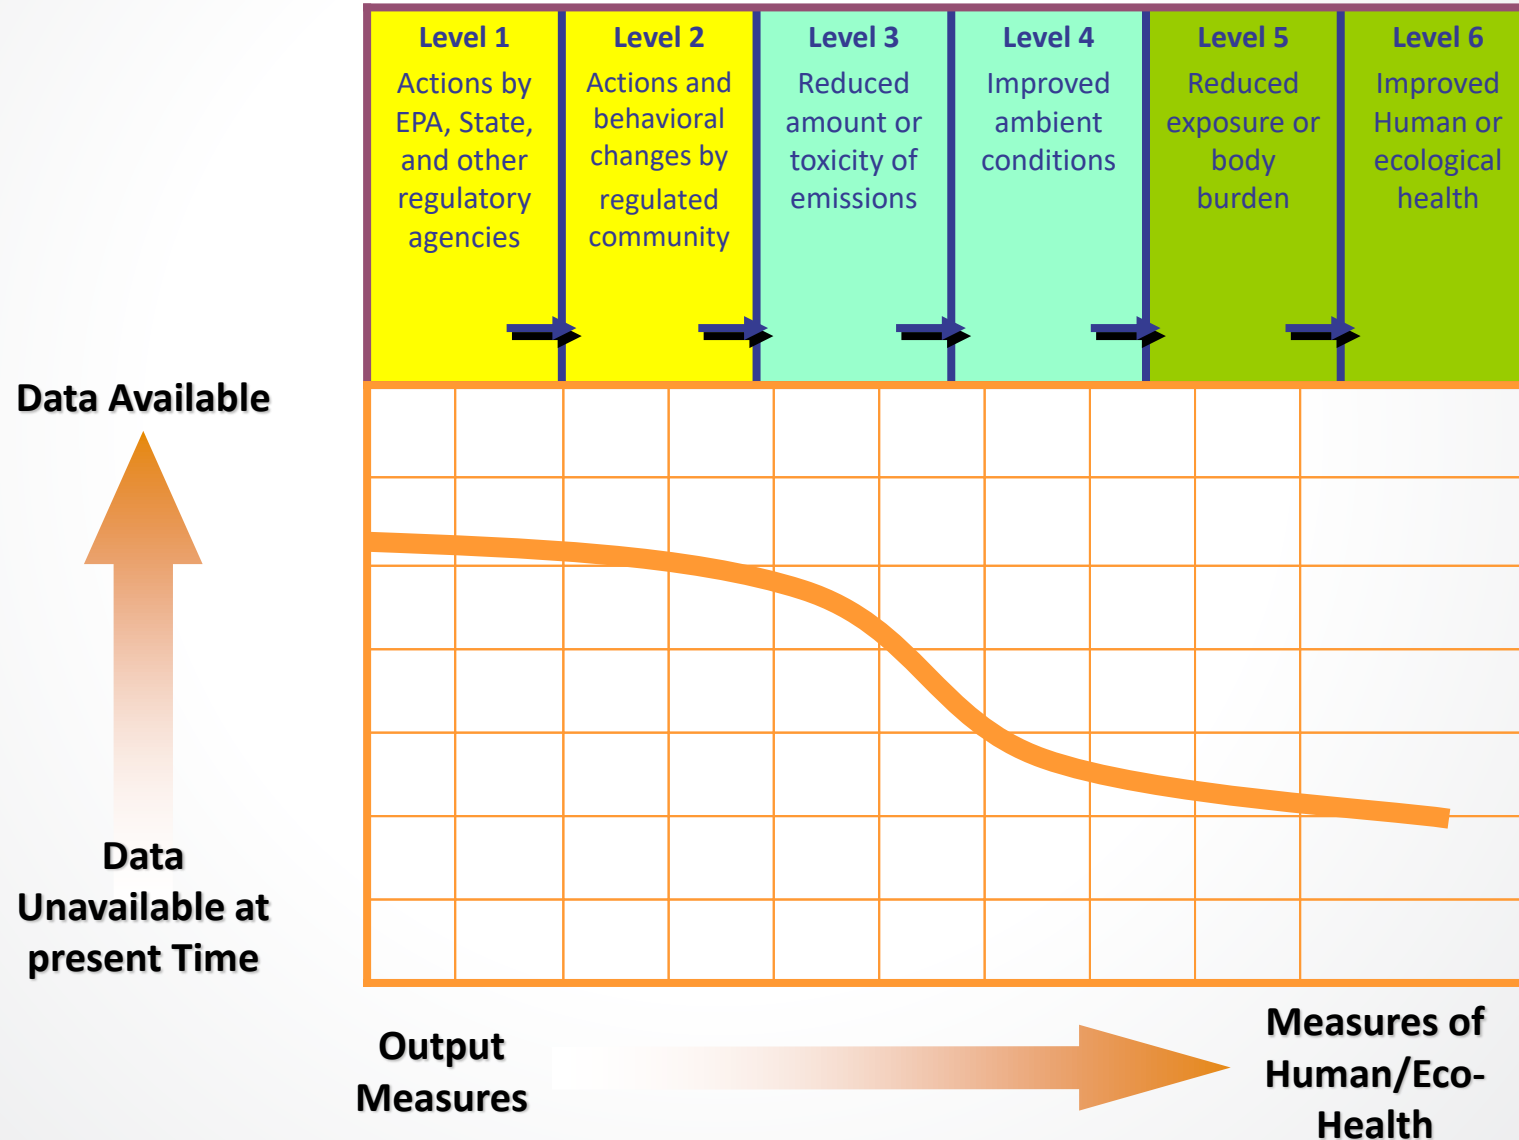 Level 1
Actions by
EPA, State,
and other
regulatory
agencies
Level 2
Actions and
behavioral
changes by
regulated
community
Level 3
Reduced
amount or
toxicity of
emissions
Level 4
Improved
ambient
conditions
Level 5
Reduced
exposure or
body
burden
Level 6
Improved
Human or
ecological
health
Data Available
Data
Unavailable at
present Time
Output
Measures
Measures of
Human/Eco-
Health